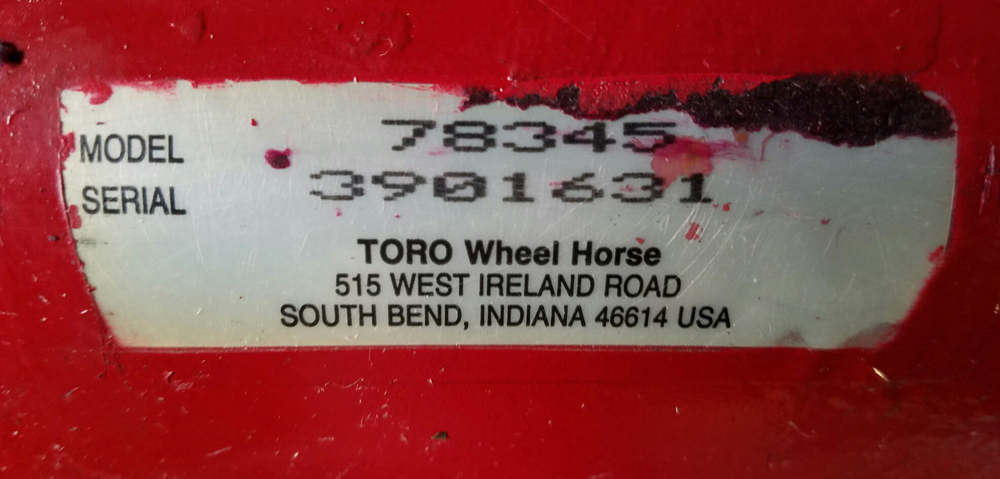 MODEL 78345
SERIAL 3901631
TORO Wheel Horse
515 WEST IRELAND ROAD
SOUTH BEND, INDIANA 46614 USA